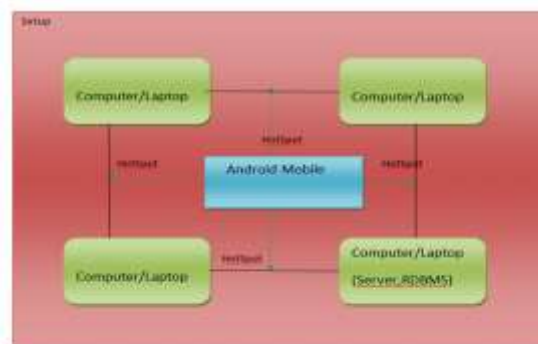 Setup
Computer/Laptop
Computer/Laptop
HotSpot
HotSpot
Android Mobile
HotSpot
HotSpot
Computer/Laptop
Computer/Laptop
(Server,RDBMS)